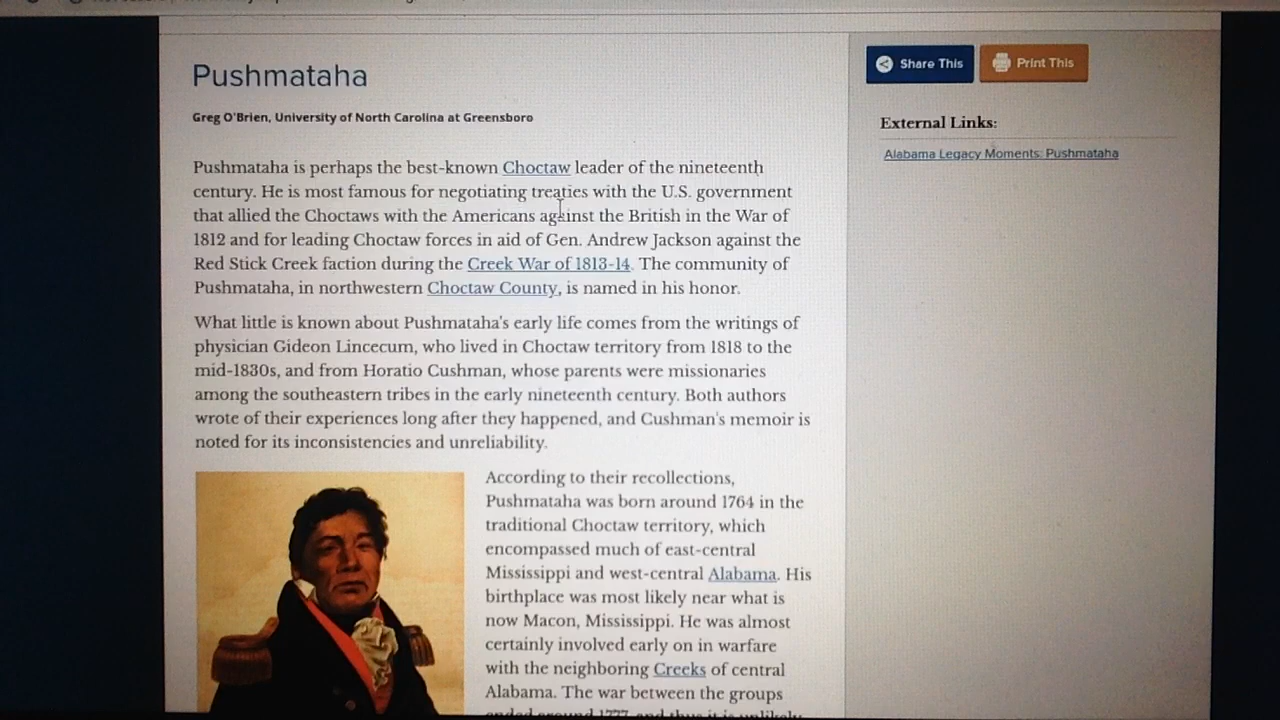 Pushmataha
Greg O'Brien, University of North Carolina at Greensboro
Pushmataha is perhaps the best-known Choctaw leader of the nineteenth
century. He is most famous for negotiating treaties with the U.S. government
that allied the Choctaws with the Americans against the British in the War of
1812 and for leading Choctaw forces in aid of Gen. Andrew Jackson against the
Red Stick Creek faction during the Creek War of 1813-14. The community of
Pushmataha, in northwestern Choctaw County, is named in his honor.
What little is known about Pushmataha's early life comes from the writings of
physician Gideon Lincecum, who lived in Choctaw territory from 1818 to the
mid-1830s, and from Horatio Cushman, whose parents were missionaries
among the southeastern tribes in the early nineteenth century. Both authors
wrote of their experiences long after they happened, and Cushman's memoir is
noted for its inconsistencies and unreliability.
According to their recollections,
Pushmataha was born around 1764 in the
traditional Choctaw territory, which
encompassed much of east-central
Mississippi and west-central Alabama. His
birthplace was most likely near what is
now Macon, Mississippi. He was almost
certainly involved early on in warfare
with the neighboring Creeks of central
Alabama. The war between the groups
ended around 1777 and thus it is unlikely
Share This
Print This
External Links:
Alabama Legacy Moments: Pushmataha